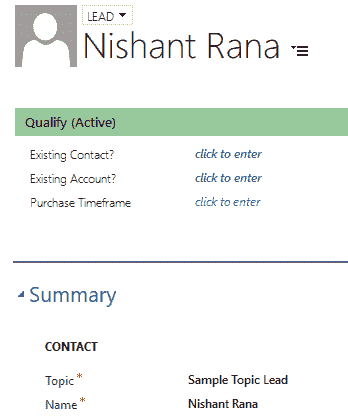 LEAD
Nishant Rana
Qualify (Active)
Existing Contact? click to enter
Existing Account? click to enter
Purchase Timeframe click to enter
Summary
CONTACT
Topic * Sample Topic Lead
Name * Nishant Rana